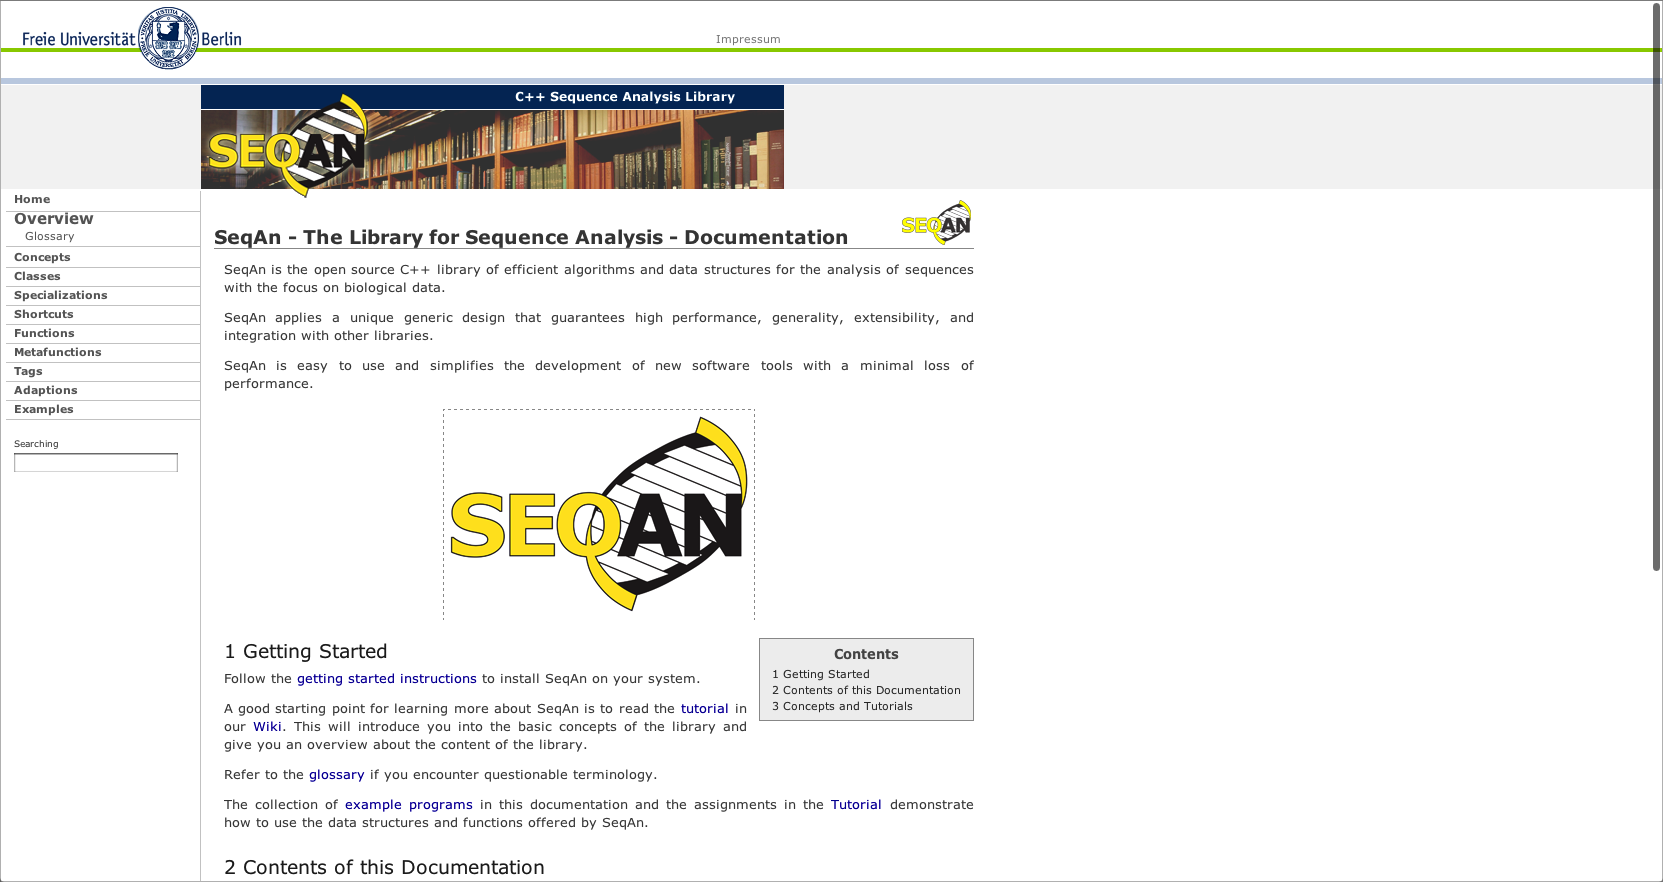 Freie Universität Berlin
Impressum
C++ Sequence Analysis Library
SEQAN
Home
Overview
Glossary
Concepts
Classes
Specializations
Shortcuts
Functions
Metafunctions
Tags
Adaptions
Examples
Searching
SeqAn - The Library for Sequence Analysis - Documentation
SEQAN
SeqAn is the open source C++ library of efficient algorithms and data structures for the analysis of sequences
with the focus on biological data.
SeqAn applies a unique generic design that guarantees high performance, generality, extensibility, and
integration with other libraries.
SeqAn is easy to use and simplifies the development of new software tools with a minimal loss of
performance.
SEQAN
1 Getting Started
Follow the getting started instructions to install SeqAn on your system.
A good starting point for learning more about SeqAn is to read the tutorial in
our Wiki. This will introduce you into the basic concepts of the library and
give you an overview about the content of the library.
Refer to the glossary if you encounter questionable terminology.
The collection of example programs in this documentation and the assignments in the Tutorial demonstrate
how to use the data structures and functions offered by SeqAn.
Contents
1 Getting Started
2 Contents of this Documentation
3 Concepts and Tutorials
2 Contents of this Documentation